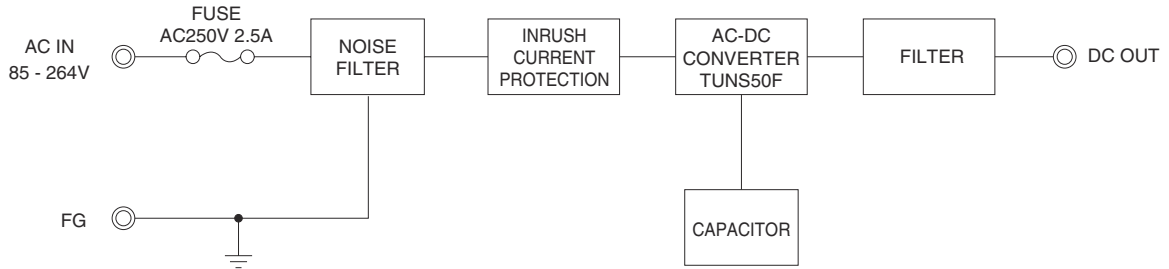 FUSE
AC250V 2.5A
AC IN
85 - 264V
NOISE
FILTER
INRUSH
CURRENT
PROTECTION
AC-DC
CONVERTER
TUNS50F
FILTER
DC OUT
FG
CAPACITOR